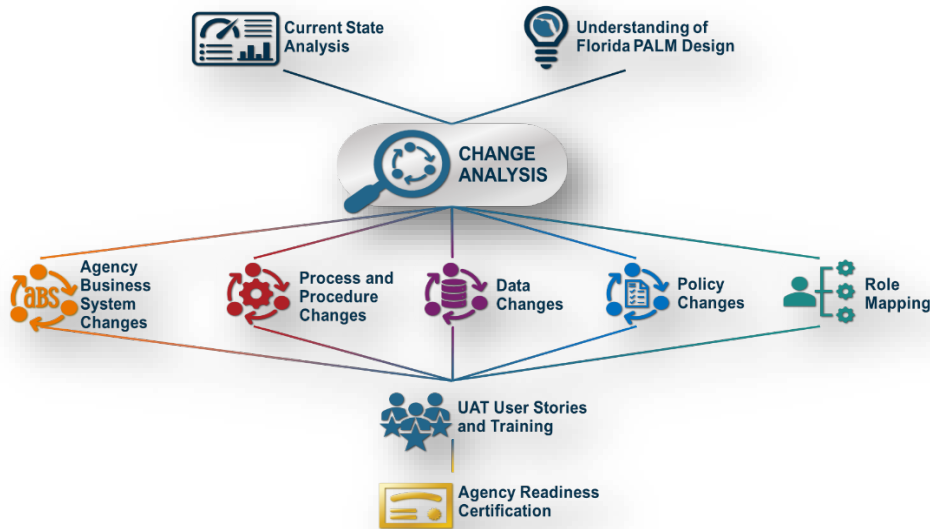 Current State
Analysis
Understanding of
Florida PALM Design
CHANGE
ANALYSIS
aBS
Agency
Business
System
Changes
Process and
Procedure
Changes
Data
Changes
Policy
Changes
Role
Mapping
UAT User Stories
and Training
Agency Readiness
Certification